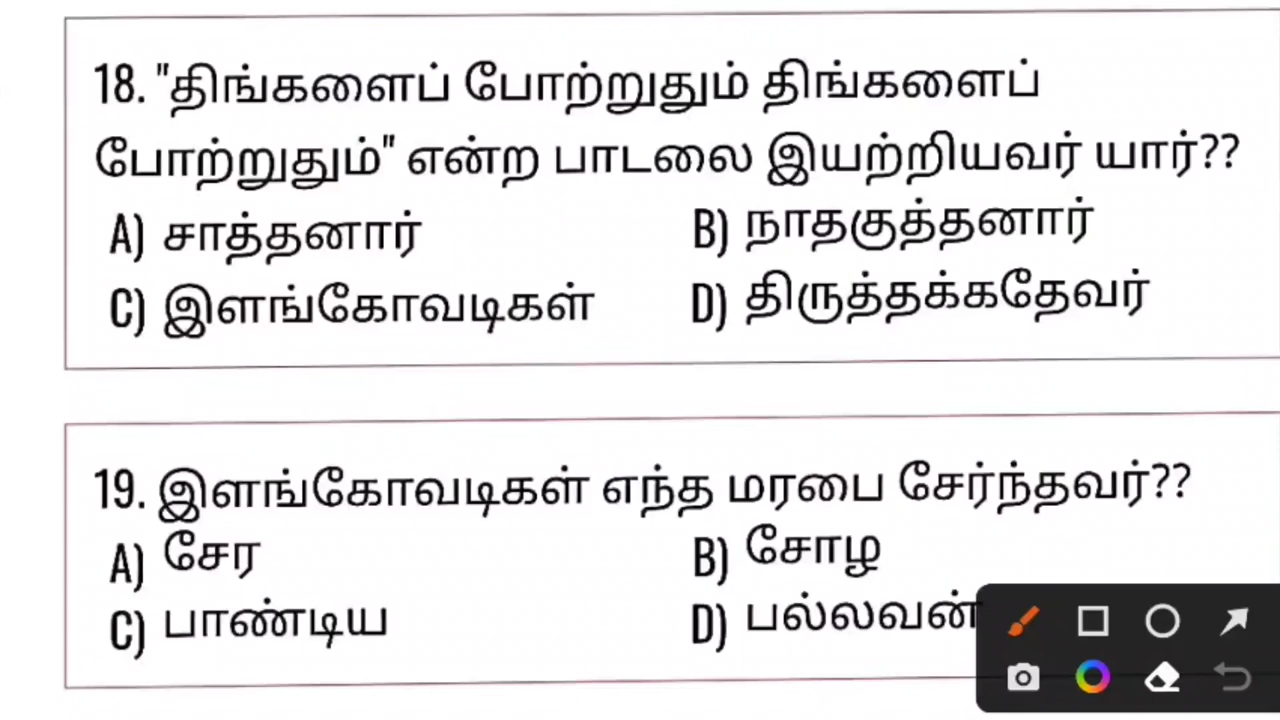 18. "திங்களைப் போற்றுதும் திங்களைப்
போற்றுதும்" என்ற பாடலை இயற்றியவர் யார்??
A) சாத்தனார் B) நாதகுத்தனார்
C) இளங்கோவடிகள் D) திருத்தக்கதேவர்
19. இளங்கோவடிகள் எந்த மரபை சேர்ந்தவர்??
A) சேர B) சோழ
C) பாண்டிய D) பல்லவன்